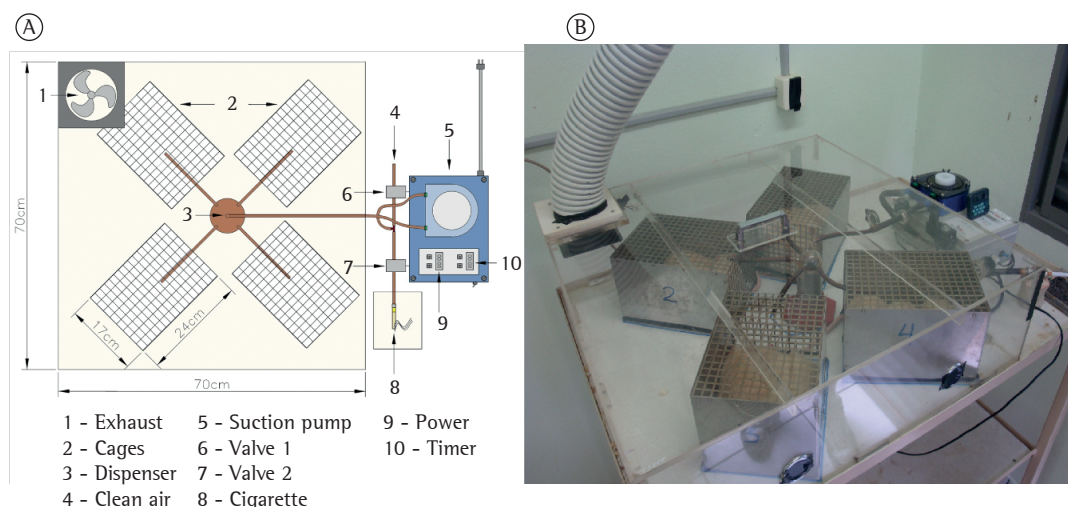 A
B
1
2
3
4
5
6
7
8
9
10
70cm
70cm
17cm
24cm
1 - Exhaust
2 - Cages
3 - Dispenser
4 - Clean air
5 - Suction pump
6 - Valve 1
7 - Valve 2
8 - Cigarette
9 - Power
10 - Timer
2
4